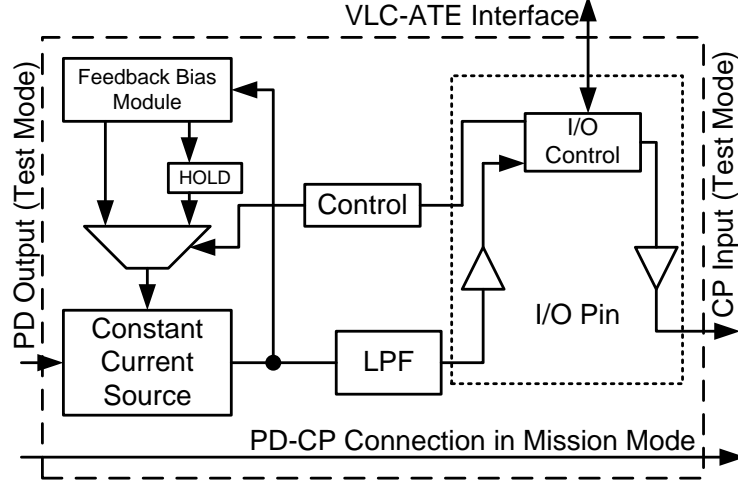 VLC-ATE Interface
Feedback Bias
Module
HOLD
Control
I/O
Control
I/O Pin
Constant
Current
Source
LPF
PD Output (Test Mode)
CP Input (Test Mode)
PD-CP Connection in Mission Mode